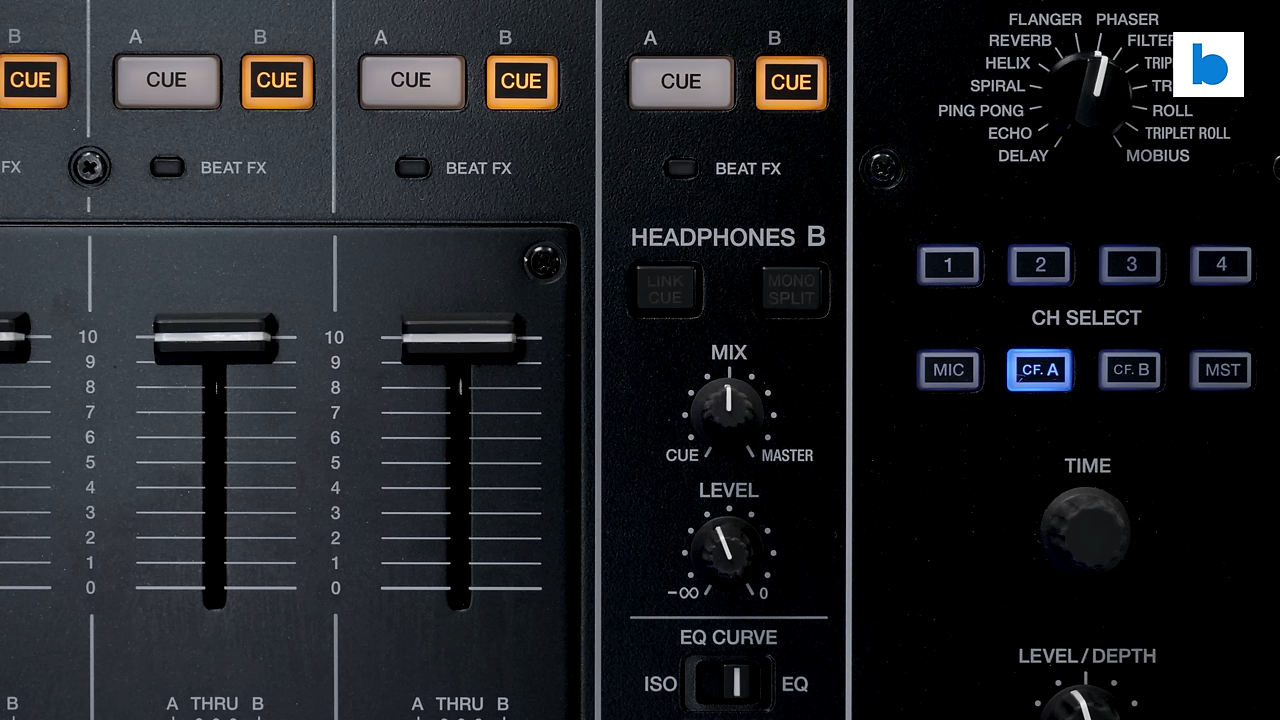 B A B A B A B
CUE CUE CUE CUE CUE CUE CUE
FX BEAT FX BEAT FX BEAT FX
10 10
9 9
8 8
7 7
6 6
5 5
4 4
3 3
2 2
1 1
0 0
B A THRU B A THRU B
HEADPHONES B
LINK MONO
CUE SPLIT
MIX
CUE MASTER
LEVEL
-∞ 0
EQ CURVE
ISO EQ
FLANGER PHASER
REVERB
HELIX
SPIRAL
PING PONG ROLL
ECHO TRIPLET ROLL
DELAY MOBIUS
b
1 2 3 4
CH SELECT
MIC CF. A CF. B MST
TIME
LEVEL/DEPTH